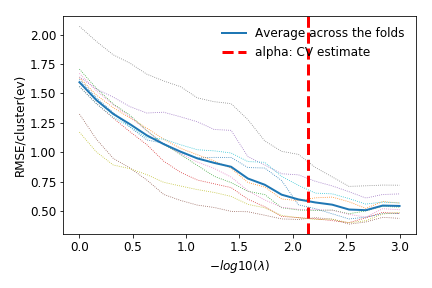 2.00
1.75
1.50
1.25
1.00
0.75
0.50
RMSE/cluster(ev)
Average across the folds
alpha: CV estimate
0.0 0.5 1.0 1.5 2.0 2.5 3.0
−log10(λ)